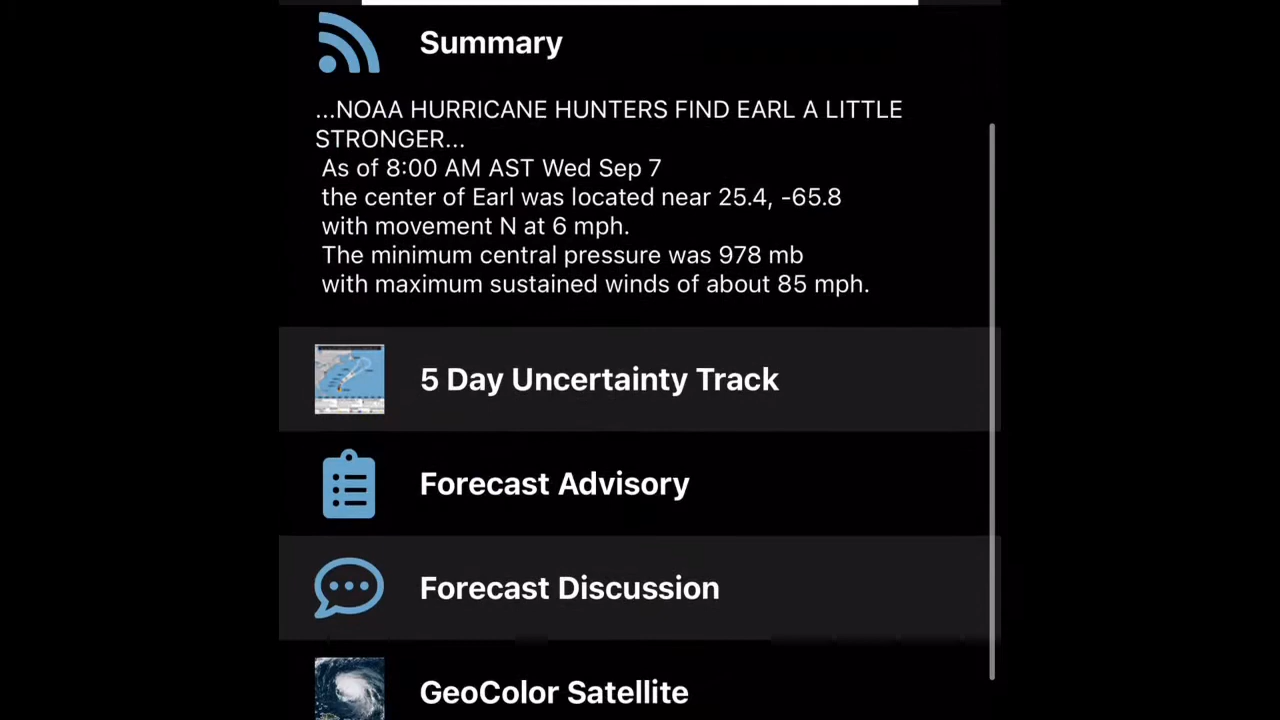 Summary
...NOAA HURRICANE HUNTERS FIND EARL A LITTLE
STRONGER...
As of 8:00 AM AST Wed Sep 7
the center of Earl was located near 25.4, -65.8
with movement N at 6 mph.
The minimum central pressure was 978 mb
with maximum sustained winds of about 85 mph.
5 Day Uncertainty Track
Forecast Advisory
Forecast Discussion
GeoColor Satellite